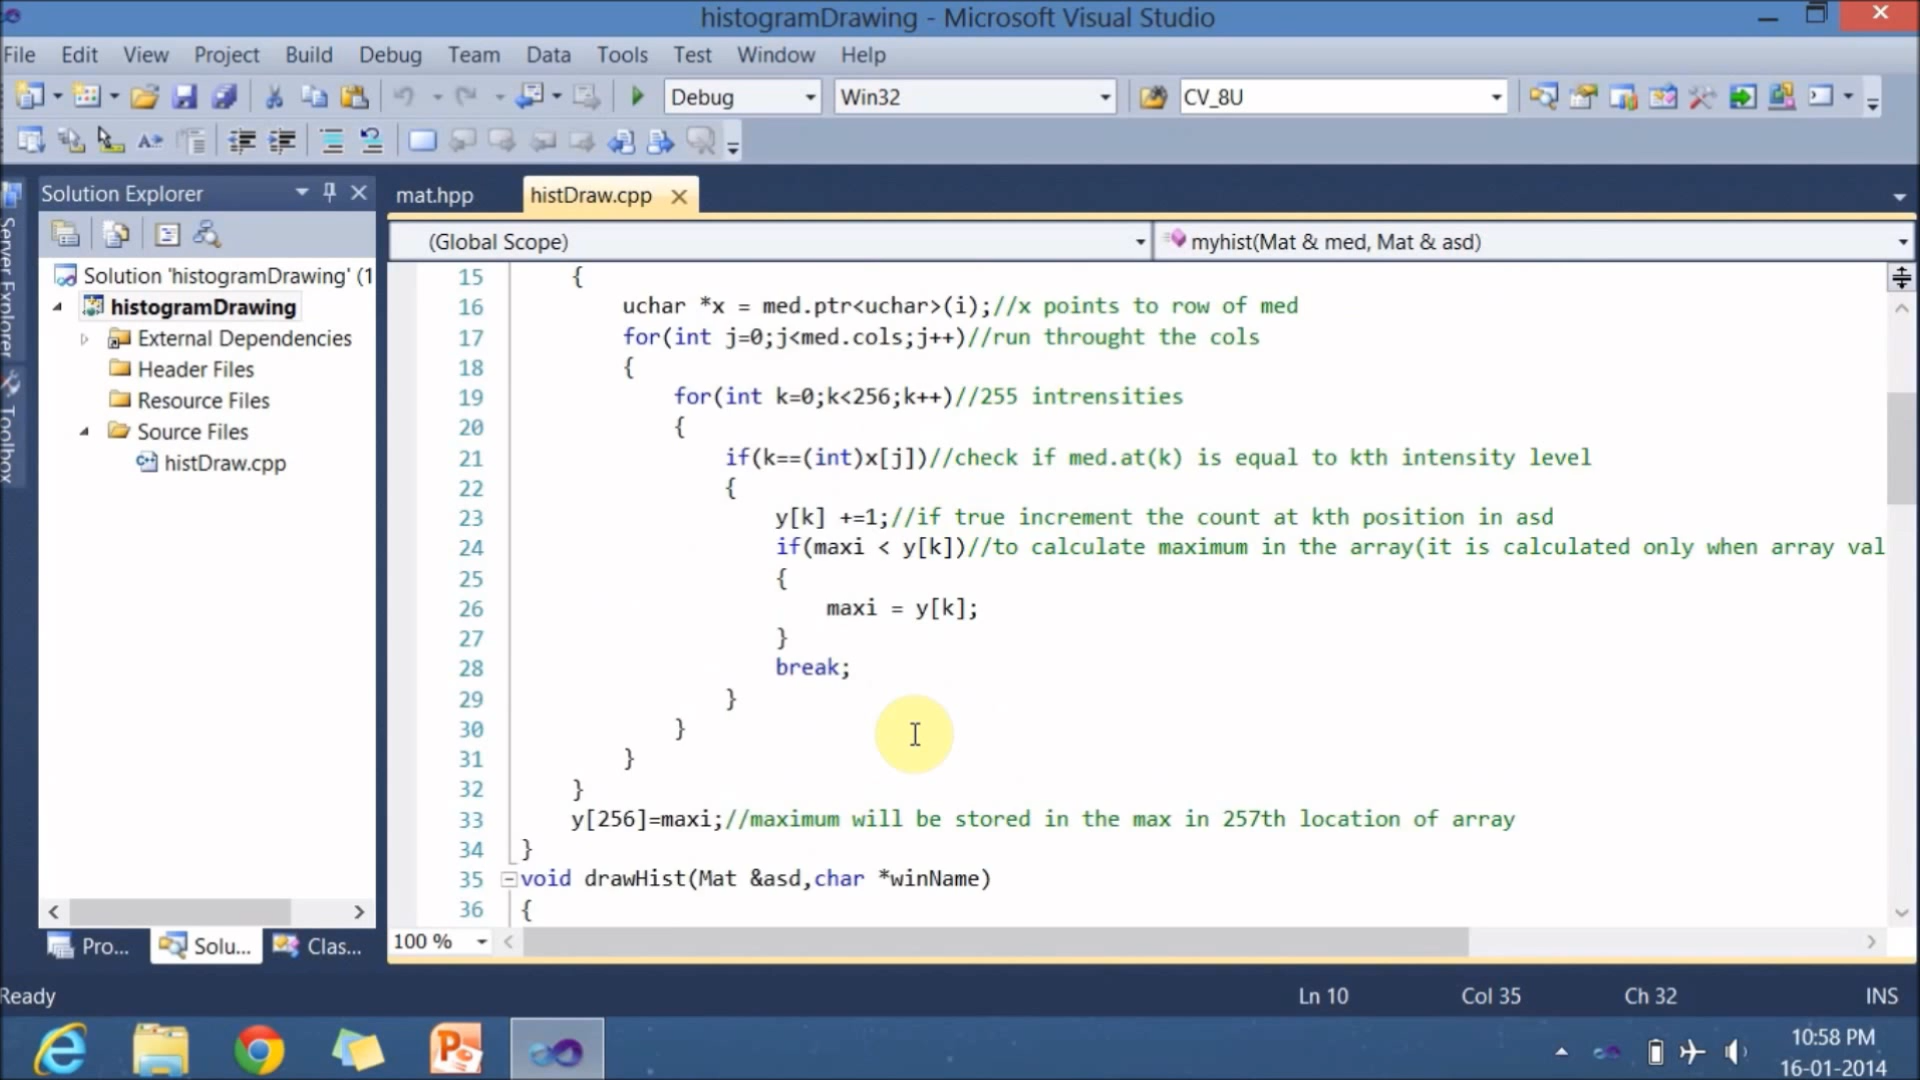 histogramDrawing - Microsoft Visual Studio
File Edit View Project Build Debug Team Data Tools Test Window Help
Debug Win32 CV_8U
Solution Explorer
mat.hpp histDraw.cpp
(Global Scope) myhist(Mat & med, Mat & asd)
Server Explorer
Toolbox
Solution 'histogramDrawing' (1
histogramDrawing
External Dependencies
Header Files
Resource Files
Source Files
histDraw.cpp
15 {
16 uchar *x = med.ptr<uchar>(i);//x points to row of med
17 for(int j=0;j<med.cols;j++)//run throught the cols
18 {
19 for(int k=0;k<256;k++)//255 intrensities
20 {
21 if(k==(int)x[j])//check if med.at(k) is equal to kth intensity level
22 {
23 y[k] +=1;//if true increment the count at kth position in asd
24 if(maxi < y[k])//to calculate maximum in the array(it is calculated only when array val
25 {
26 maxi = y[k];
27 }
28 break;
29 }
30 }
31 }
32 }
33 y[256]=maxi;//maximum will be stored in the max in 257th location of array
34 }
35 void drawHist(Mat &asd,char *winName)
36 {
Pro... Solu... Clas...
100 %
Ready Ln 10 Col 35 Ch 32 INS
10:58 PM
16-01-2014